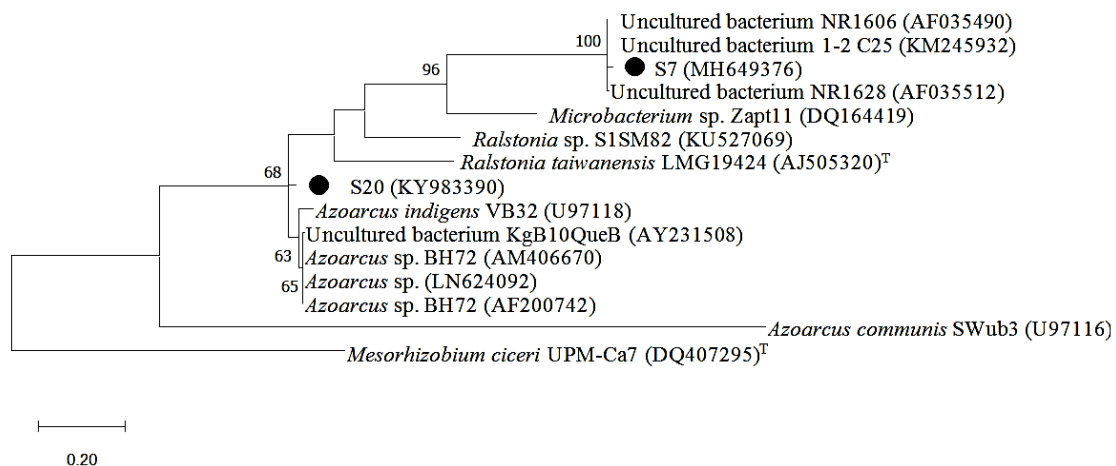 Uncultured bacterium NR1606 (AF035490)
100
Uncultured bacterium 1-2 C25 (KM245932)
S7 (MH649376)
96
Uncultured bacterium NR1628 (AF035512)
Microbacterium sp. Zapt11 (DQ164419)
Ralstonia sp. S1SM82 (KU527069)
Ralstonia taiwanensis LMG19424 (AJ505320)T
68
S20 (KY983390)
Azoarcus indigens VB32 (U97118)
Uncultured bacterium KgB10QueB (AY231508)
63
Azoarcus sp. BH72 (AM406670)
Azoarcus sp. (LN624092)
65
Azoarcus sp. BH72 (AF200742)
Azoarcus communis SWub3 (U97116)
Mesorhizobium ciceri UPM-Ca7 (DQ407295)T
0.20